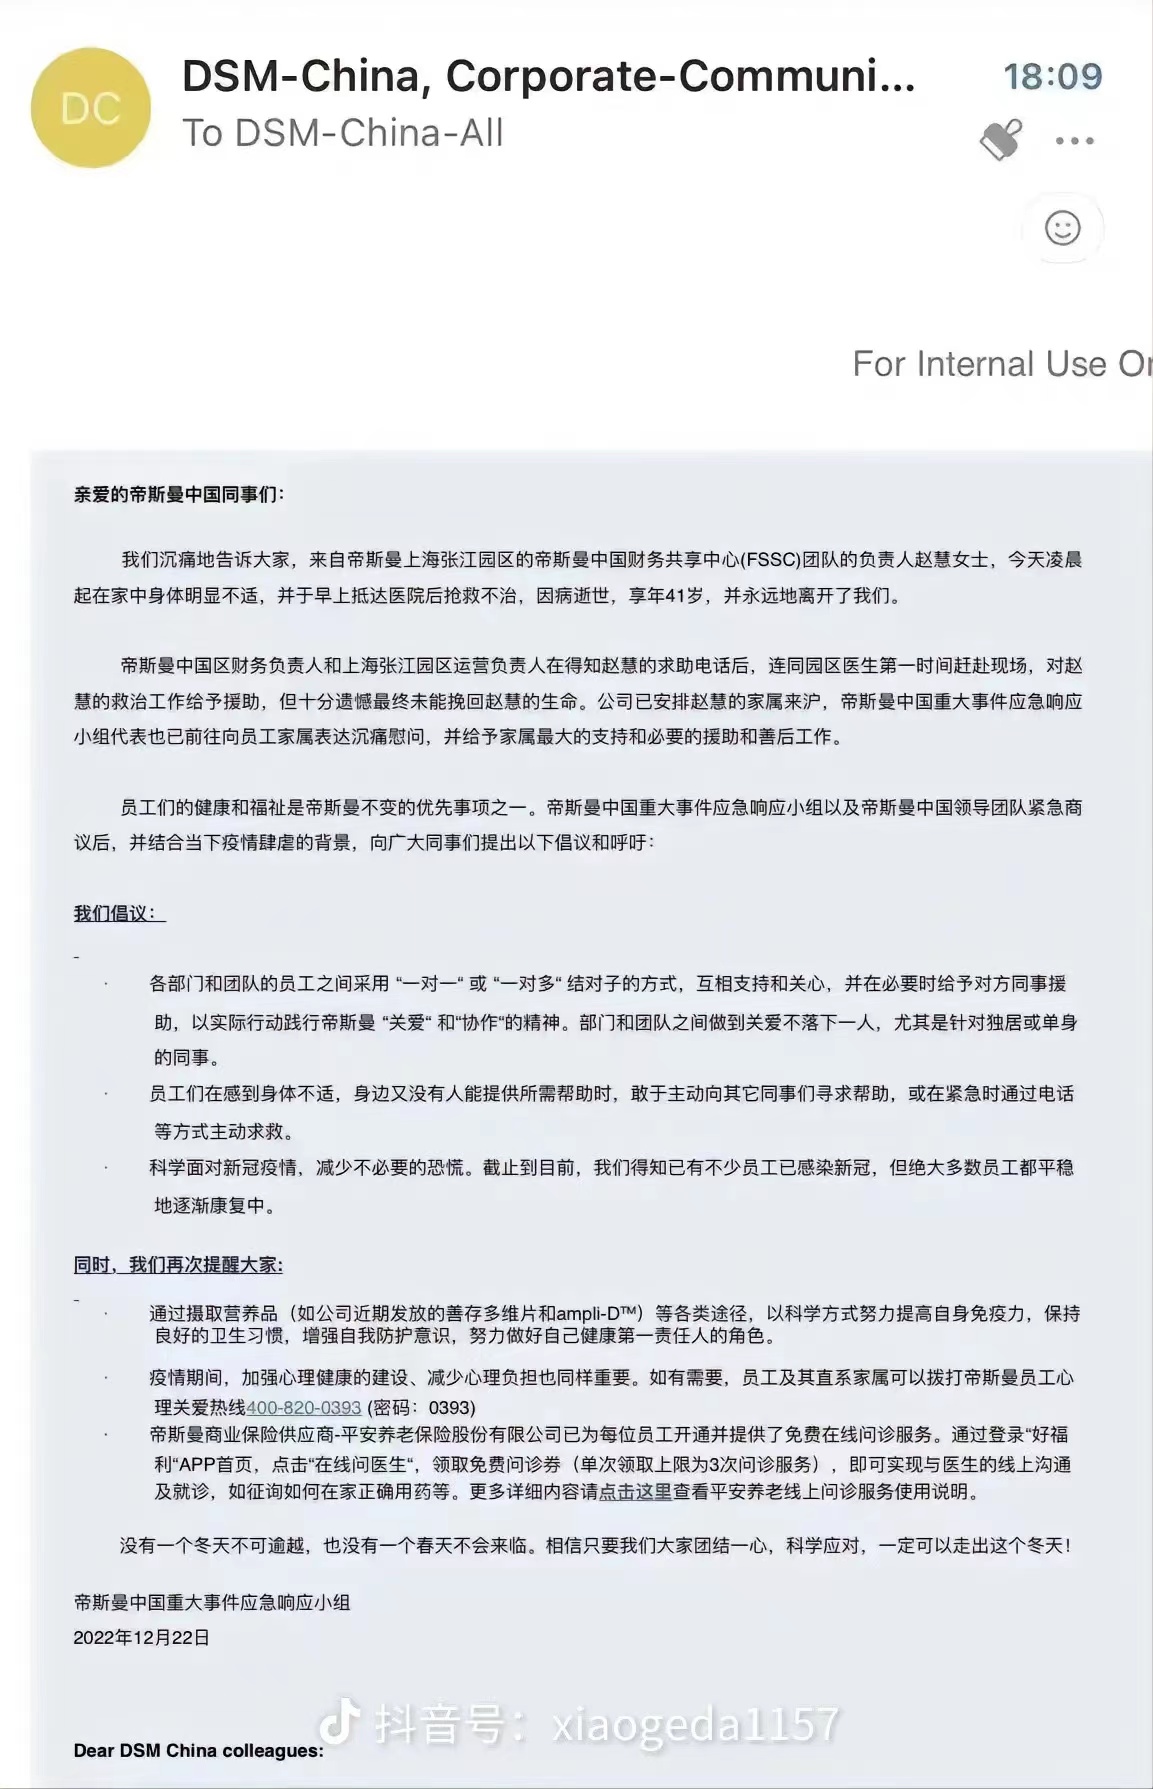 DC
DSM-China, Corporate-Communi...
18:09
To DSM-China-All
For Internal Use Or
亲爱的帝斯曼中国同事们：
我们沉痛地告诉大家，来自帝斯曼上海张江园区的帝斯曼中国财务共享中心(FSSC)团队的负责人赵慧女士，今天凌晨
起在家中身体明显不适，并于早上抵达医院后抢救不治，因病逝世，享年41岁，并永远地离开了我们。
帝斯曼中国区财务负责人和上海张江园区运营负责人在得知赵慧的求助电话后，连同园区医生第一时间赶赴现场，对赵
慧的救治工作给予援助，但十分遗憾最终未能挽回赵慧的生命。公司已安排赵慧的家属来沪，帝斯曼中国重大事件应急响应
小组代表也已前往向员工家属表达沉痛慰问，并给予家属最大的支持和必要的援助和善后工作。
员工们的健康和福祉是帝斯曼不变的优先事项之一。帝斯曼中国重大事件应急响应小组以及帝斯曼中国领导团队紧急商
议后，并结合当下疫情肆虐的背景，向广大同事们提出以下倡议和呼吁：
我们倡议：
-
· 各部门和团队的员工之间采用 “一对一“ 或 “一对多“ 结对子的方式，互相支持和关心，并在必要时给予对方同事援
助，以实际行动践行帝斯曼 “关爱“ 和“协作“的精神。部门和团队之间做到关爱不落下一人，尤其是针对独居或单身
的同事。
· 员工们在感到身体不适，身边又没有人能提供所需帮助时，敢于主动向其它同事们寻求帮助，或在紧急时通过电话
等方式主动求救。
· 科学面对新冠疫情，减少不必要的恐慌。截止到目前，我们得知已有不少员工已感染新冠，但绝大多数员工都平稳
地逐渐康复中。
同时，我们再次提醒大家:
-
· 通过摄取营养品（如公司近期发放的善存多维片和ampli-D™）等各类途径，以科学方式努力提高自身免疫力，保持
良好的卫生习惯，增强自我防护意识，努力做好自己健康第一责任人的角色。
· 疫情期间，加强心理健康的建设、减少心理负担也同样重要。如有需要，员工及其直系家属可以拨打帝斯曼员工心
理关爱热线400-820-0393 (密码：0393)
· 帝斯曼商业保险供应商-平安养老保险股份有限公司已为每位员工开通并提供了免费在线问诊服务。通过登录“好福
利“APP首页，点击“在线问医生“，领取免费问诊券（单次领取上限为3次问诊服务），即可实现与医生的线上沟通
及就诊，如征询如何在家正确用药等。更多详细内容请点击这里查看平安养老线上问诊服务使用说明。
没有一个冬天不可逾越，也没有一个春天不会来临。相信只要我们大家团结一心，科学应对，一定可以走出这个冬天！
帝斯曼中国重大事件应急响应小组
2022年12月22日
抖音号：xiaogeda1157
Dear DSM China colleagues: